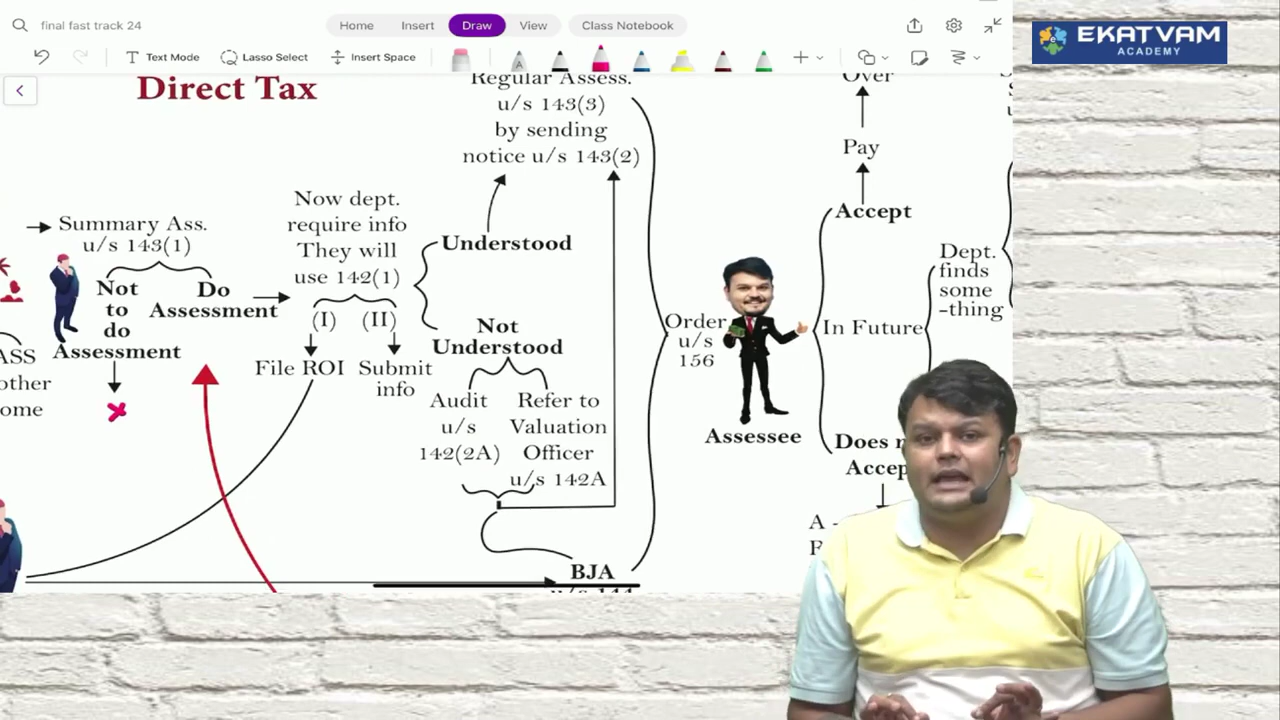 final fast track 24
Home
Insert
Draw
View
Class Notebook
EKATVAM
ACADEMY
Text Mode
Lasso Select
Insert Space
Direct Tax
Regular Assess.
u/s 143(3)
by sending
notice u/s 143(2)
Over
Pay
Accept
Summary Ass.
u/s 143(1)
Not
to
do
Assessment
Do
Assessment
Now dept.
require info
They will
use 142(1)
(I)
(II)
File ROI
Submit
info
Understood
Not
Understood
Audit
u/s
142(2A)
Refer to
Valuation
Officer
u/s 142A
BJA
Order
u/s
156
Assessee
In Future
Dept.
finds
some
-thing
Does
Accep
A -
ASS
other
ome